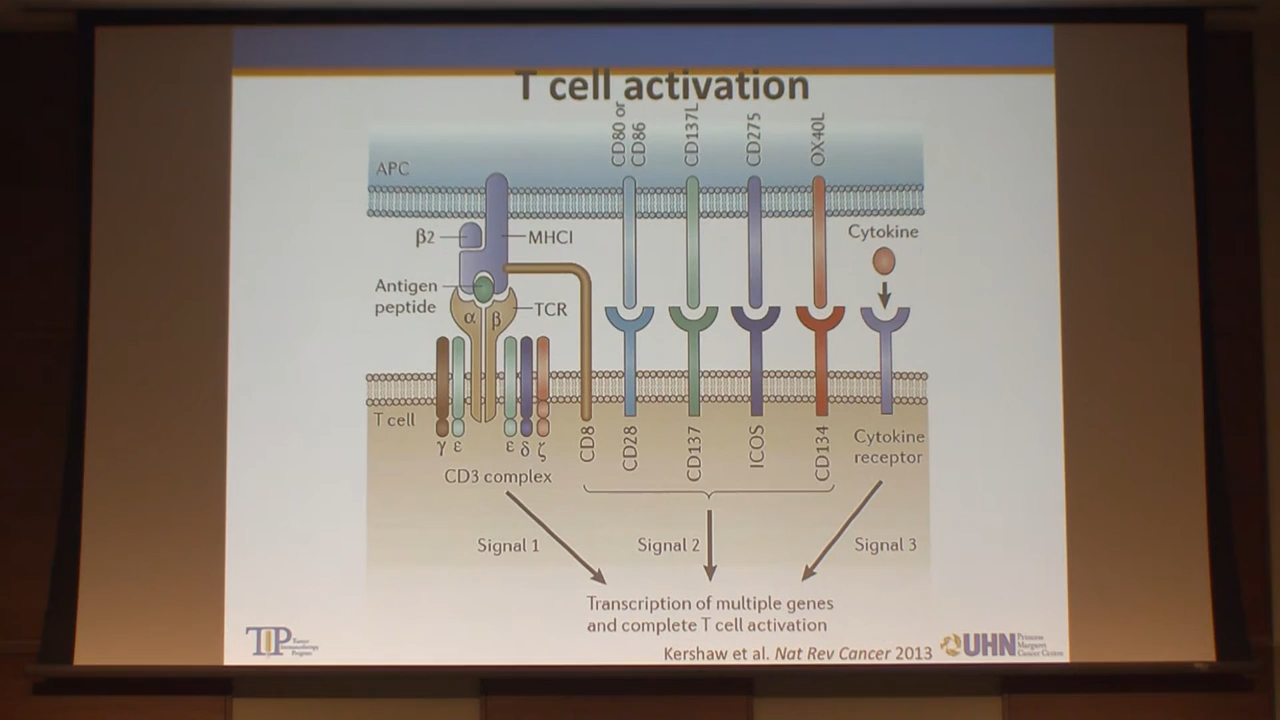 T cell activation
CD80 or
CD86
CD137L
CD275
OX40L
APC
β2
MHCI
Cytokine
Antigen
peptide
α
β
TCR
T cell
γ
ε
ε
δ
ζ
CD3 complex
CD8
CD28
CD137
ICOS
CD134
Cytokine
receptor
Signal 1
Signal 2
Signal 3
Transcription of multiple genes
and complete T cell activation
Kershaw et al. Nat Rev Cancer 2013
TIP
Tumor
Immunotherapy
Program
UHN
Princess
Margaret
Cancer Centre